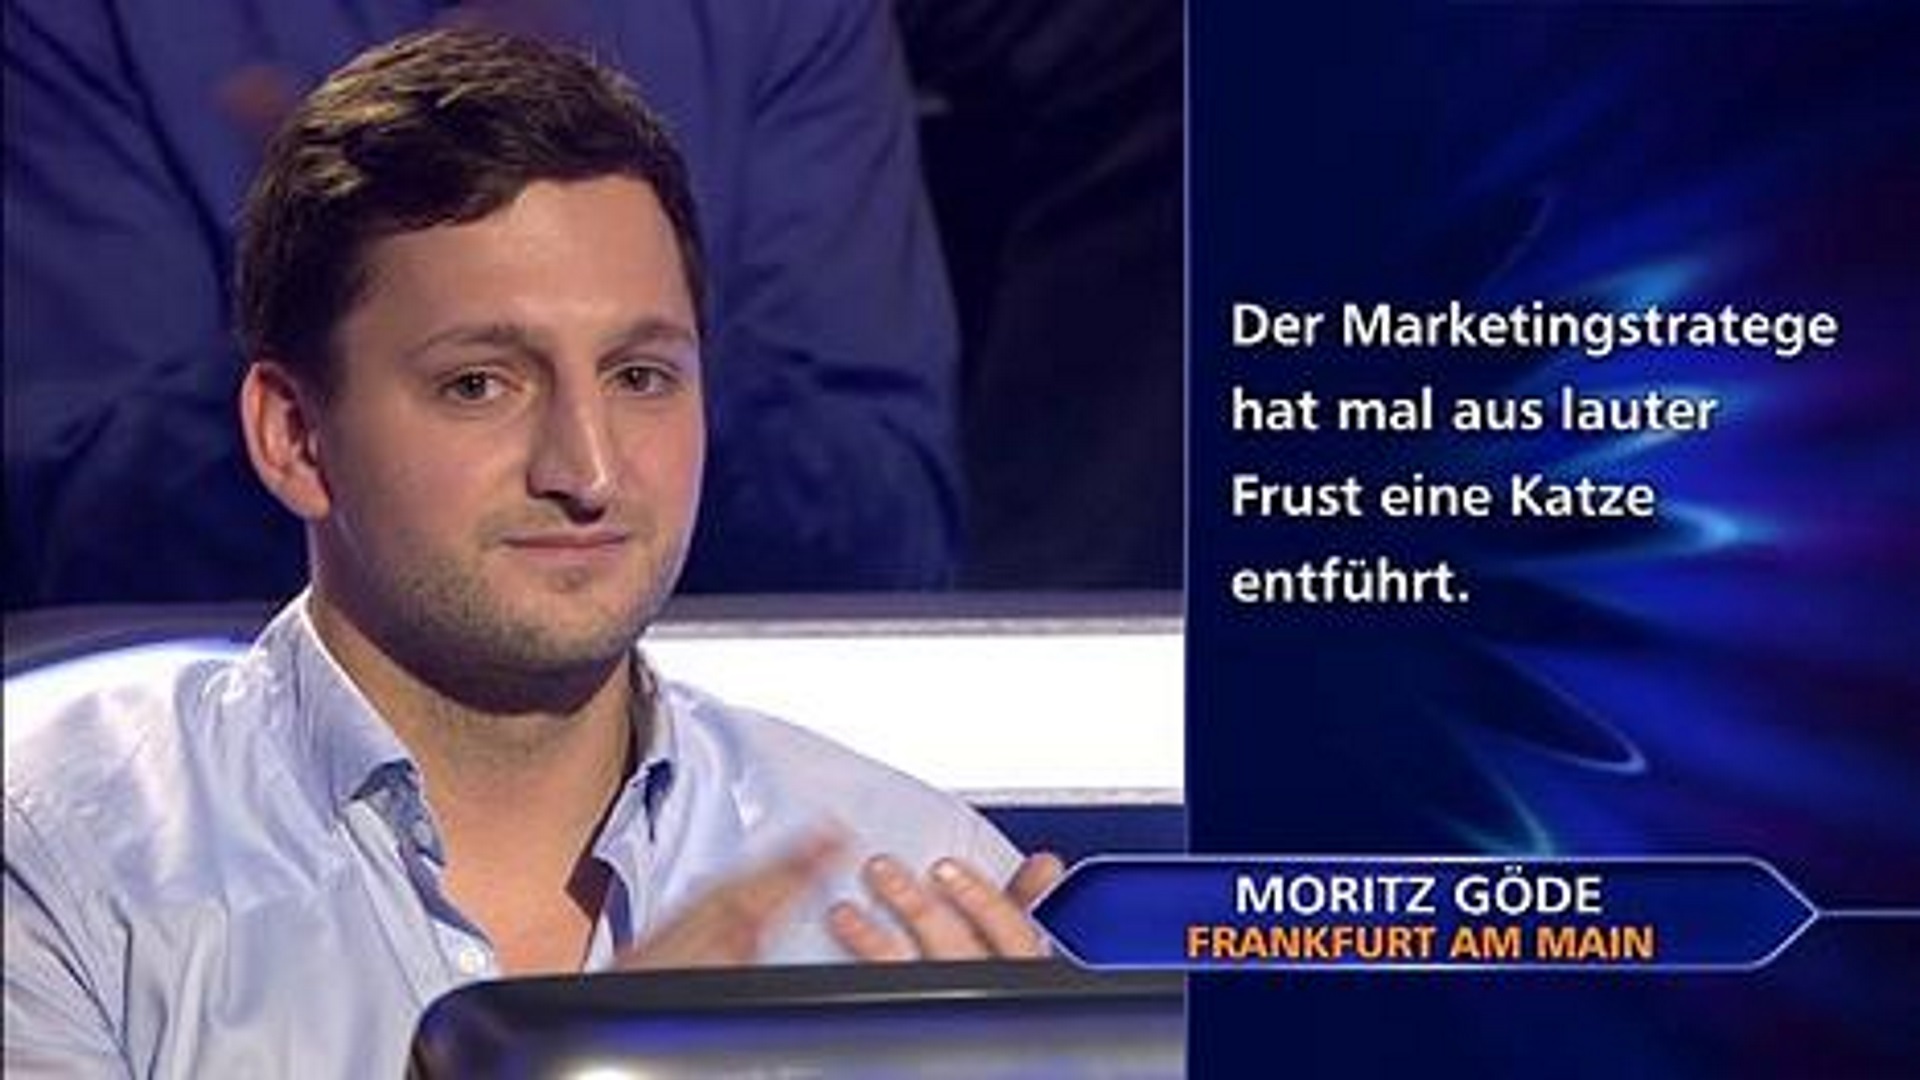 Der Marketingstratege
hat mal aus lauter
Frust eine Katze
entführt.
MORITZ GÖDE
FRANKFURT AM MAIN